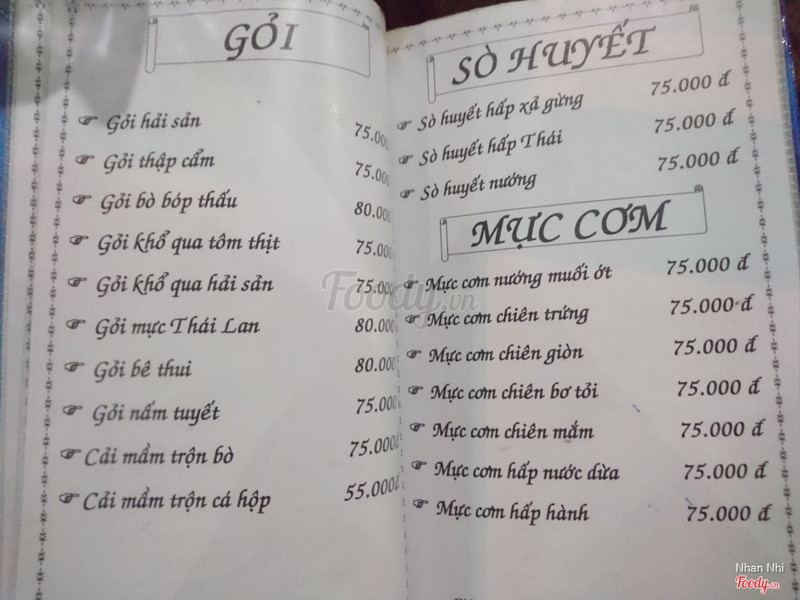 GỎI
Gỏi hải sản 75.000
Gỏi thập cẩm 75.000
Gỏi bò bóp thấu 80.000
Gỏi khổ qua tôm thịt 75.000
Gỏi khổ qua hải sản 75.000
Gỏi mực Thái Lan 80.000
Gỏi bê thui 80.000
Gỏi nấm tuyết 75.000
Cải mầm trộn bò 75.000đ
Cải mầm trộn cá hộp 55.000đ
SÒ HUYẾT
Sò huyết hấp xả gừng 75.000 đ
Sò huyết hấp Thái 75.000 đ
Sò huyết nướng 75.000 đ
MỰC CƠM
Mực cơm nướng muối ớt 75.000 đ
Mực cơm chiên trứng 75.000 đ
Mực cơm chiên giòn 75.000 đ
Mực cơm chiên bơ tỏi 75.000 đ
Mực cơm chiên mắm 75.000 đ
Mực cơm hấp nước dừa 75.000 đ
Mực cơm hấp hành 75.000 đ
Foody.vn
Nhan Nhi
Foody.vn